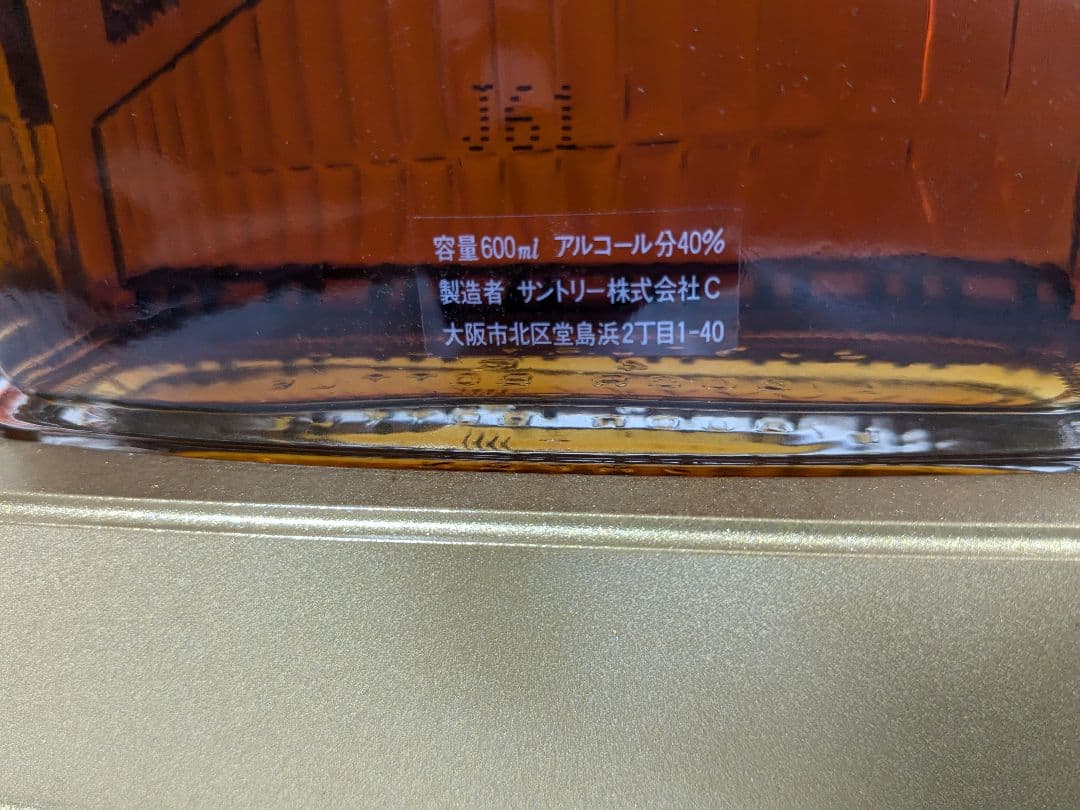 J61
容量600ml アルコール分40%
製造者 サントリー株式会社C
大阪市北区堂島浜2丁目1-40